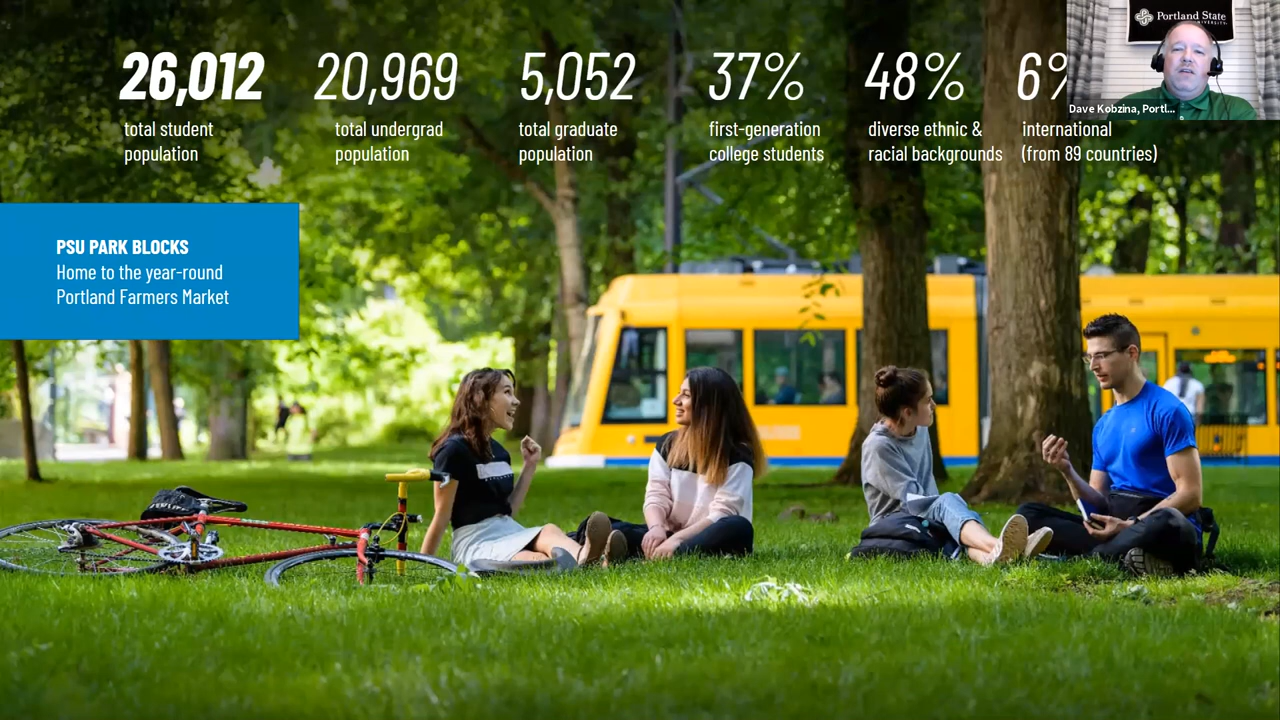 26,012
total student
population
20,969
total undergrad
population
5,052
total graduate
population
37%
first-generation
college students
48%
diverse ethnic &
racial backgrounds
6%
international
(from 89 countries)
Portland State
UNIVERSITY
Dave Kobzina, Portl...
PSU PARK BLOCKS
Home to the year-round
Portland Farmers Market